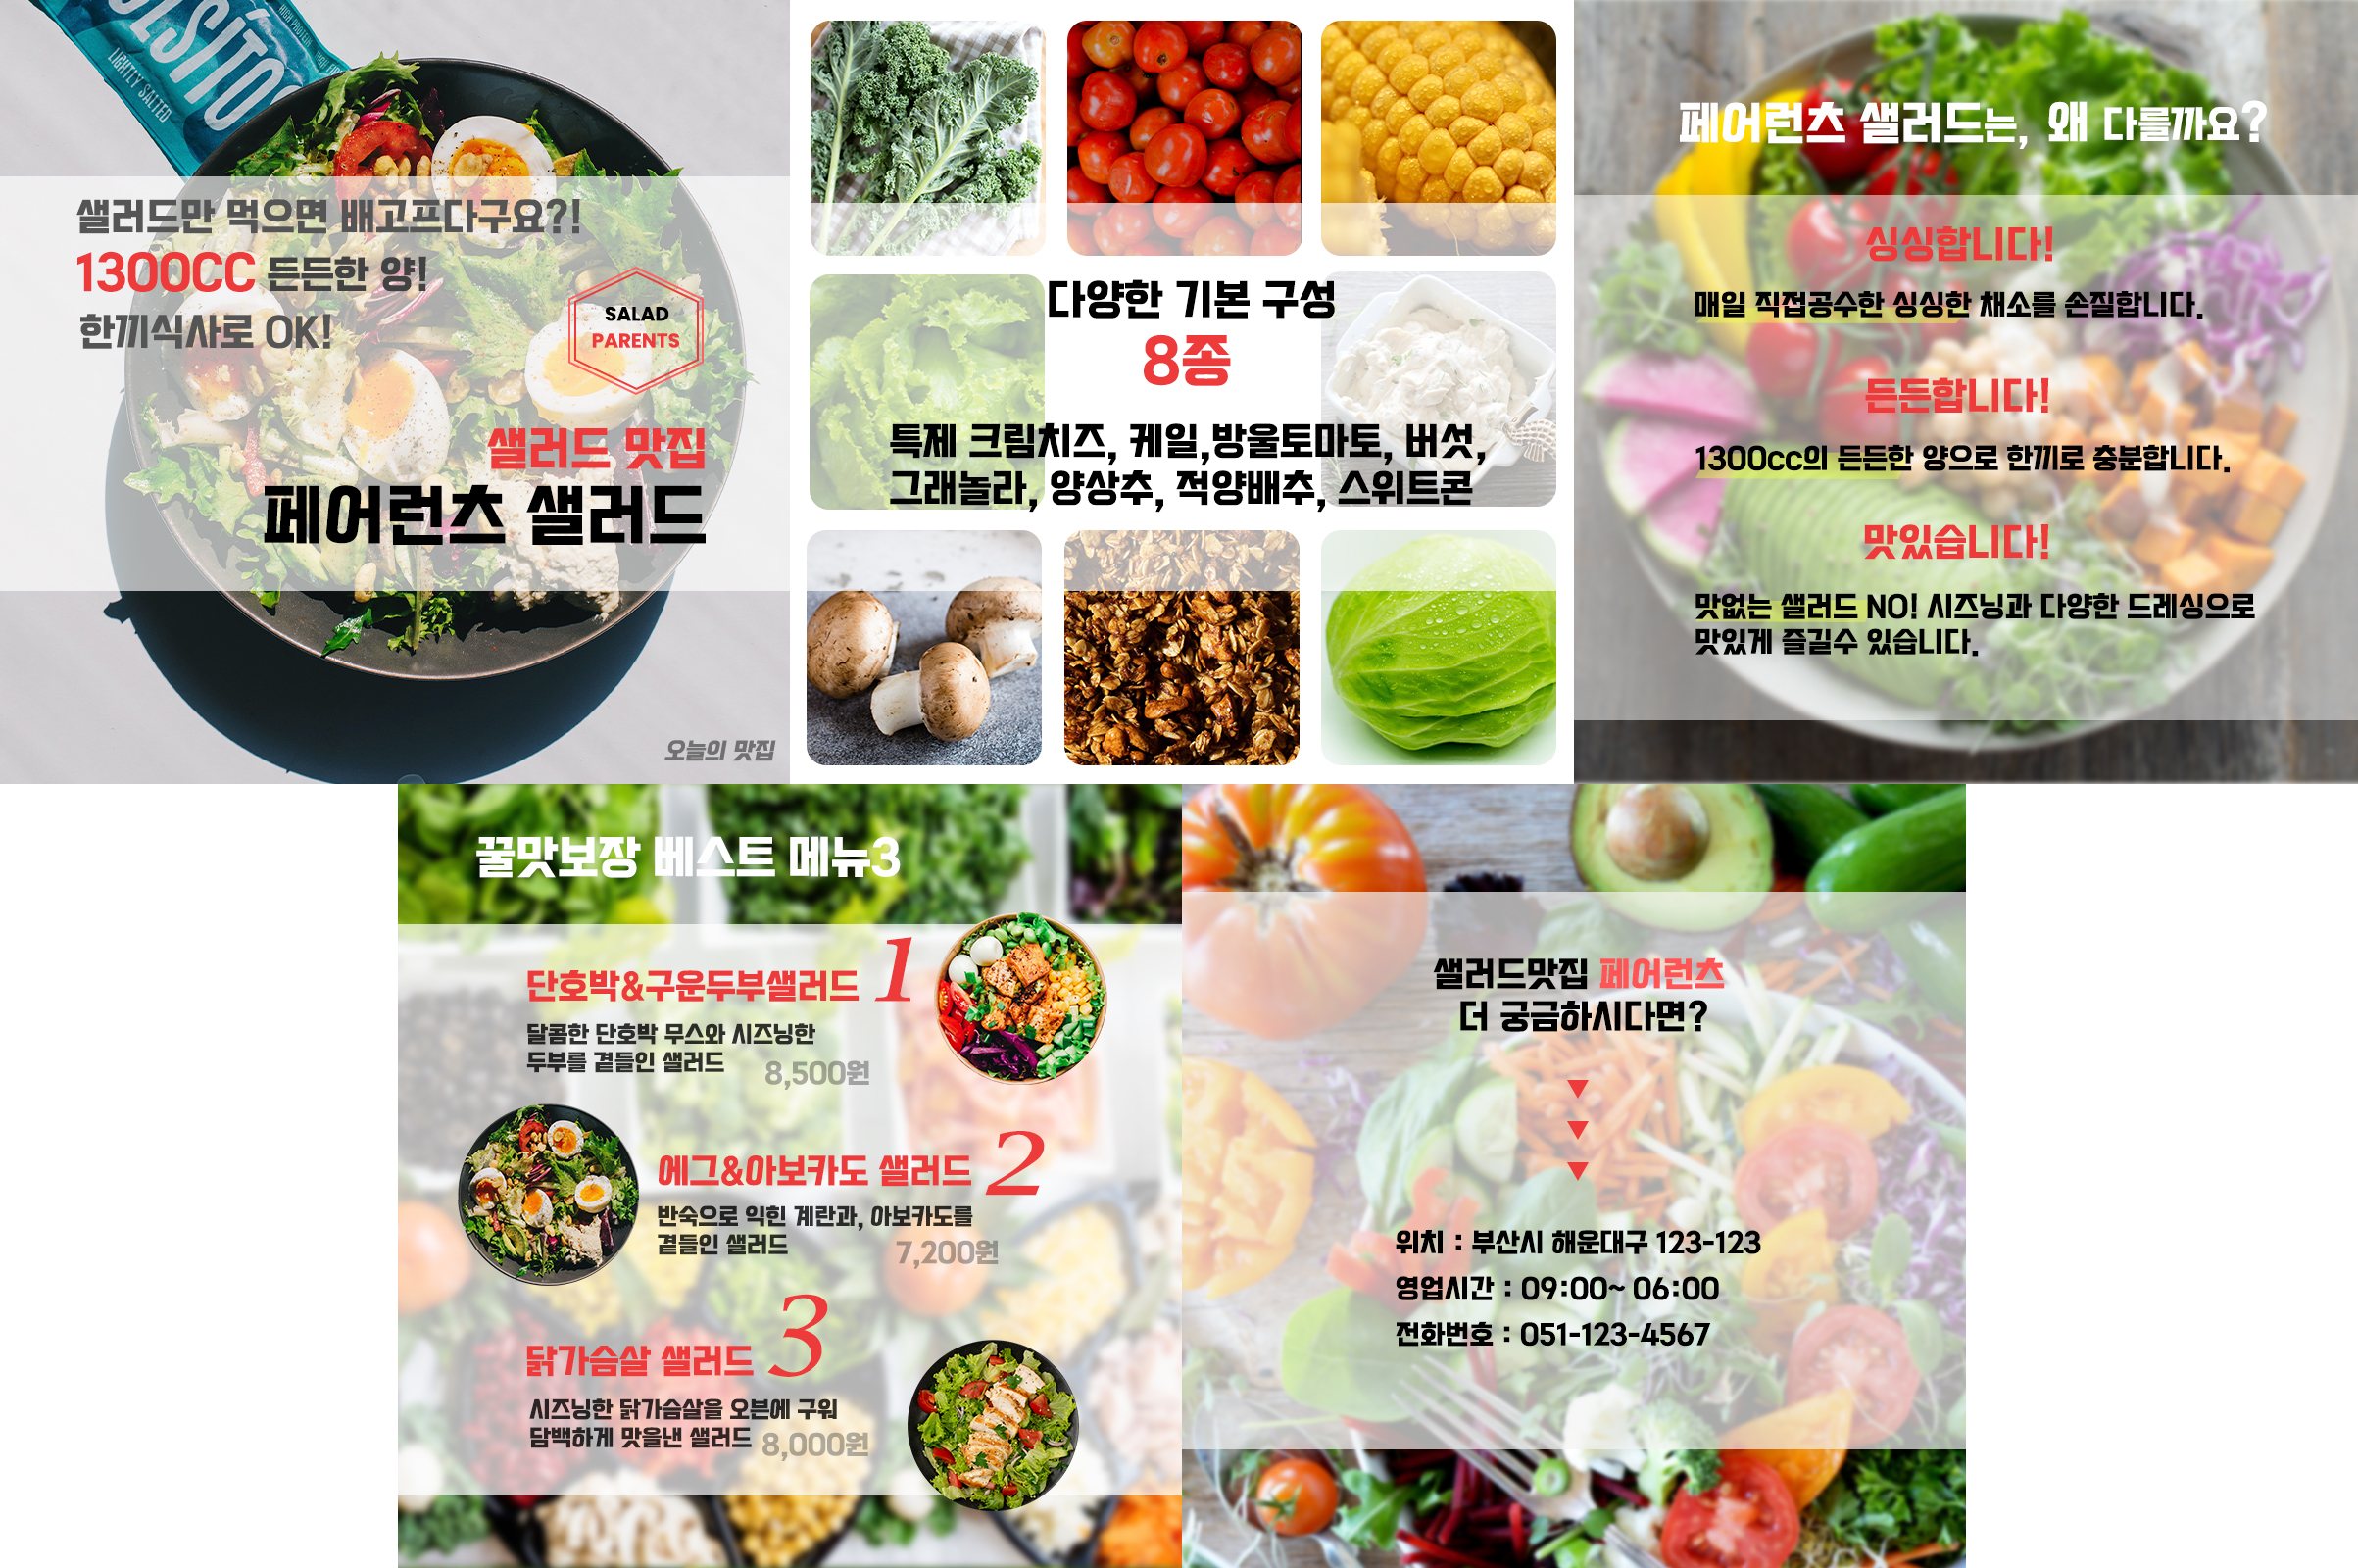 LIGHTLY SALTED
HIGH PROTEIN
샐러드만 먹으면 배고프다구요?!
1300CC 든든한 양!
한끼식사로 OK!
SALAD
PARENTS
샐러드 맛집
페어런츠 샐러드
오늘의 맛집
다양한 기본 구성
8종
특제 크림치즈, 케일,방울토마토, 버섯,
그래놀라, 양상추, 적양배추, 스위트콘
페어런츠 샐러드는, 왜 다를까요?
싱싱합니다!
매일 직접공수한 싱싱한 채소를 손질합니다.
든든합니다!
1300cc의 든든한 양으로 한끼로 충분합니다.
맛있습니다!
맛없는 샐러드 NO! 시즈닝과 다양한 드레싱으로
맛있게 즐길수 있습니다.
꿀맛보장 베스트 메뉴3
단호박&구운두부샐러드 1
달콤한 단호박 무스와 시즈닝한
두부를 곁들인 샐러드
8,500원
에그&아보카도 샐러드 2
반숙으로 익힌 계란과, 아보카도를
곁들인 샐러드
7,200원
닭가슴살 샐러드 3
시즈닝한 닭가슴살을 오븐에 구워
담백하게 맛을낸 샐러드
8,000원
샐러드맛집 페어런츠
더 궁금하시다면?
위치 : 부산시 해운대구 123-123
영업시간 : 09:00~ 06:00
전화번호 : 051-123-4567